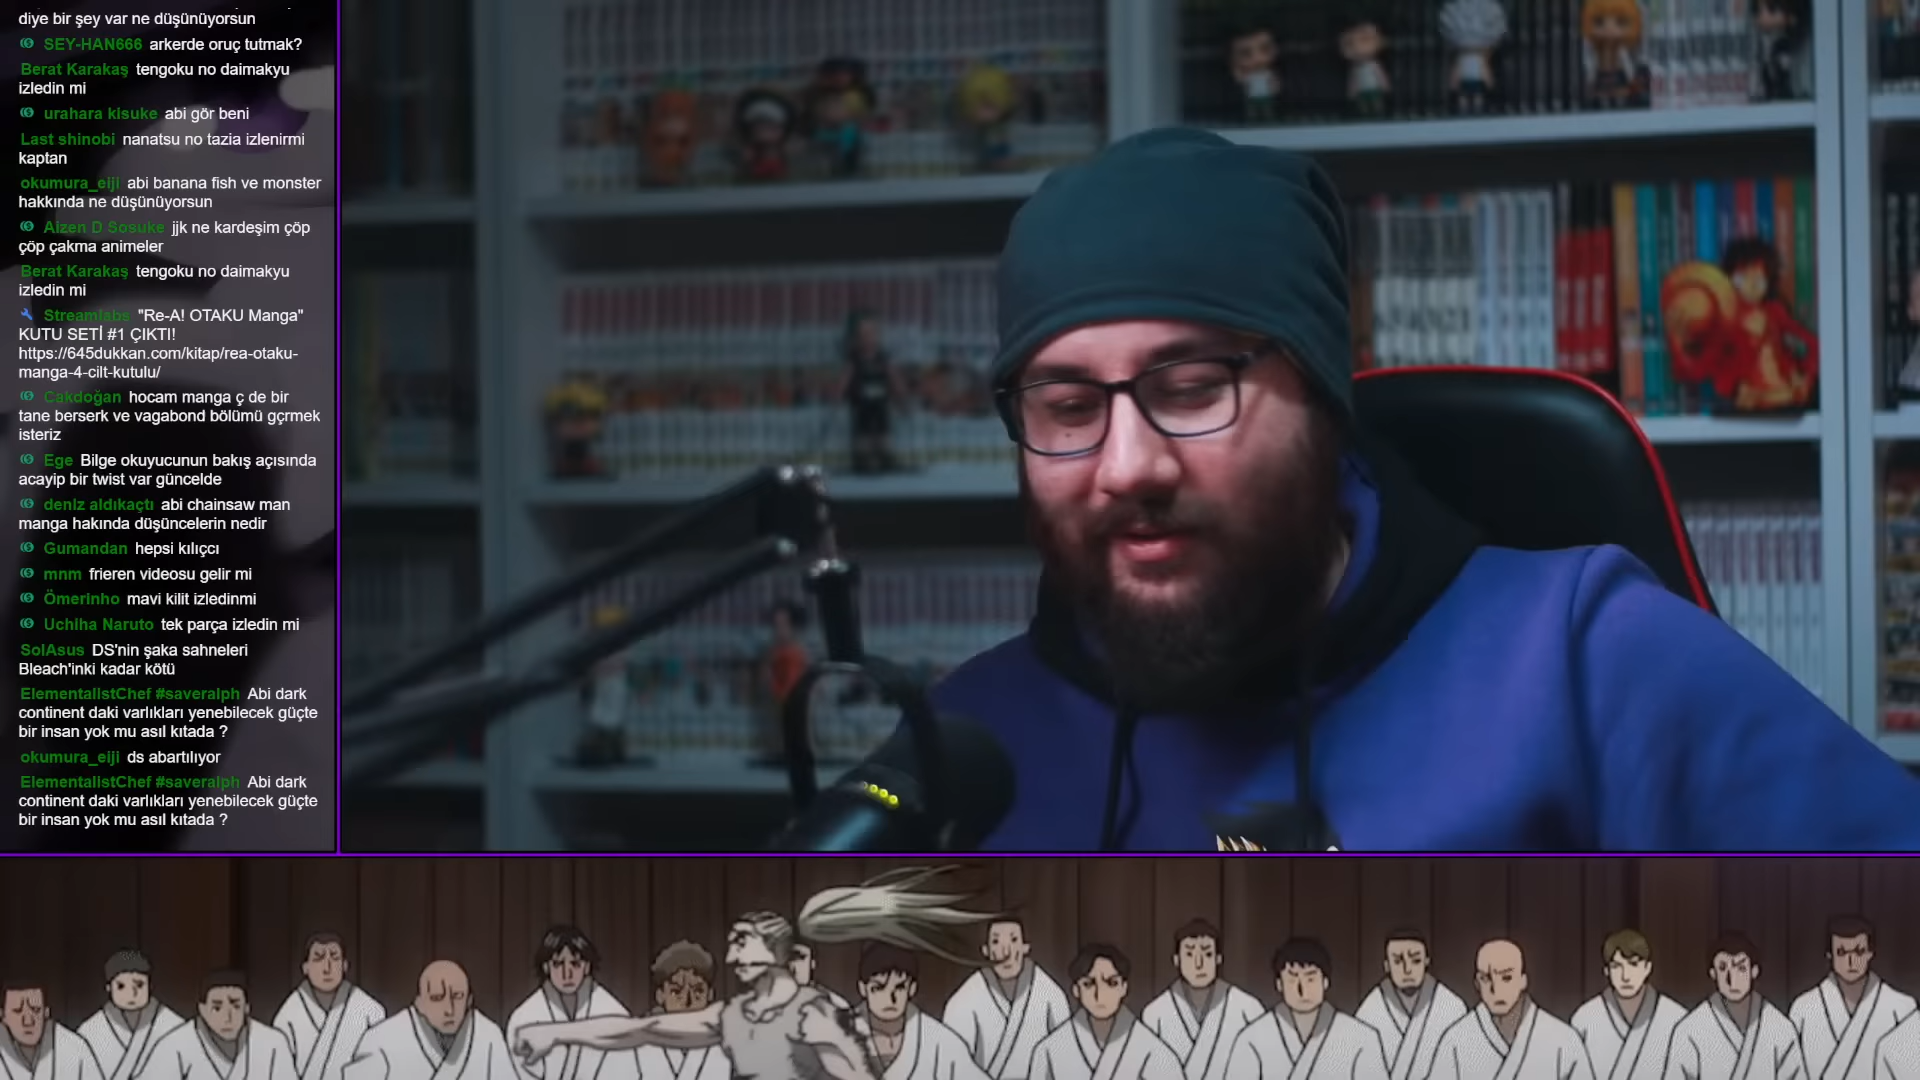 diye bir şey var ne düşünüyorsun
SEY-HAN666 arkerde oruç tutmak?
Berat Karakaş tengoku no daimakyu
izledin mi
urahara kisuke abi gör beni
Last shinobi nanatsu no tazia izlenirmi
kaptan
okumura_eiji abi banana fish ve monster
hakkında ne düşünüyorsun
Aizen D Sosuke jjk ne kardeşim çöp
çöp çakma animeler
Berat Karakaş tengoku no daimakyu
izledin mi
Streamlabs "Re-A! OTAKU Manga"
KUTU SETİ #1 ÇIKTI!
https://645dukkan.com/kitap/rea-otaku-
manga-4-cilt-kutulu/
Cakdoğan hocam manga ç de bir
tane berserk ve vagabond bölümü gçrmek
isteriz
Ege Bilge okuyucunun bakış açısında
acayip bir twist var güncelde
deniz aldıkaçtı abi chainsaw man
manga hakında düşüncelerin nedir
Gumandan hepsi kılıçcı
mnm frieren videosu gelir mi
Ömerinho mavi kilit izledinmi
Uchiha Naruto tek parça izledin mi
SolAsus DS'nin şaka sahneleri
Bleach'inki kadar kötü
ElementalistChef #saveralph Abi dark
continent daki varlıkları yenebilecek güçte
bir insan yok mu asıl kıtada ?
okumura_eiji ds abartılıyor
ElementalistChef #saveralph Abi dark
continent daki varlıkları yenebilecek güçte
bir insan yok mu asıl kıtada ?